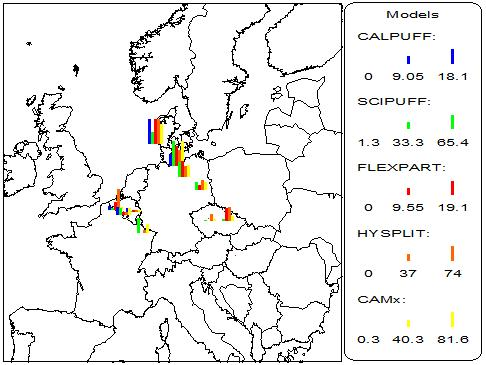 Models
CALPUFF:
0 9.05 18.1
SCIPUFF:
1.3 33.3 65.4
FLEXPART:
0 9.55 19.1
HYSPLIT:
0 37 74
CAMx:
0.3 40.3 81.6